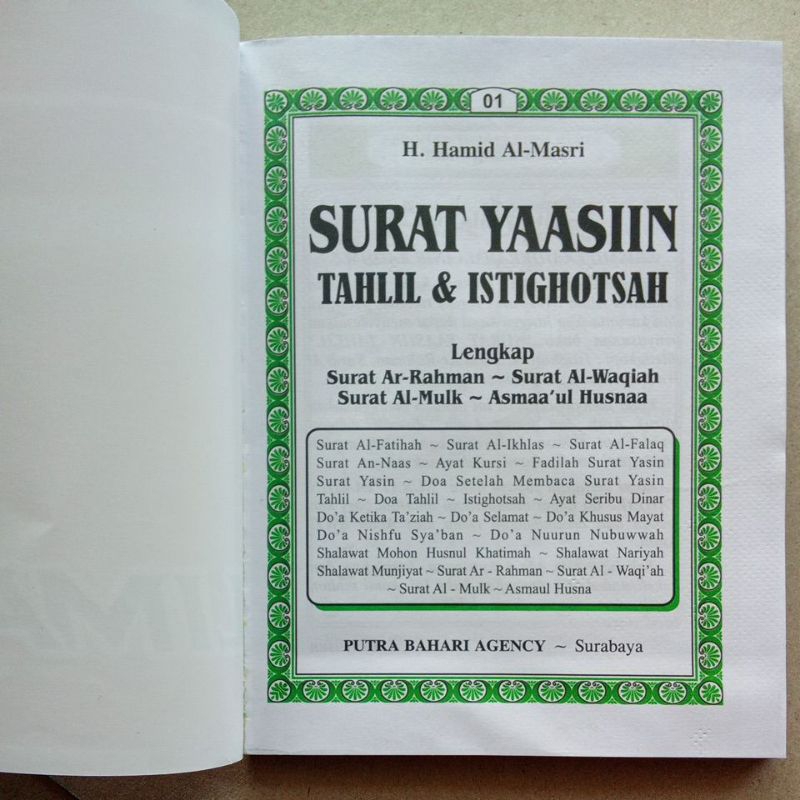 01
H. Hamid Al-Masri
SURAT YAASIIN
TAHLIL & ISTIGHOTSAH
Lengkap
Surat Ar-Rahman ~ Surat Al-Waqiah
Surat Al-Mulk ~ Asmaa'ul Husnaa
Surat Al-Fatihah ~ Surat Al-Ikhlas ~ Surat Al-Falaq
Surat An-Naas ~ Ayat Kursi ~ Fadilah Surat Yasin
Surat Yasin ~ Doa Setelah Membaca Surat Yasin
Tahlil ~ Doa Tahlil ~ Istighotsah ~ Ayat Seribu Dinar
Do'a Ketika Ta'ziah ~ Do'a Selamat ~ Do'a Khusus Mayat
Do'a Nishfu Sya'ban ~ Do'a Nuurun Nubuwwah
Shalawat Mohon Husnul Khatimah ~ Shalawat Nariyah
Shalawat Munjiyat ~ Surat Ar - Rahman ~ Surat Al - Waqi'ah
~ Surat Al - Mulk ~ Asmaul Husna
PUTRA BAHARI AGENCY ~ Surabaya